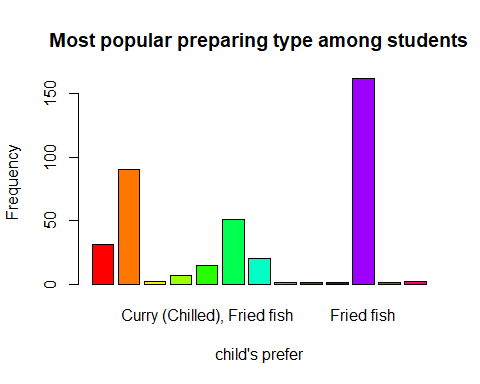 Most popular preparing type among students
Frequency
150
100
50
0
Curry (Chilled), Fried fish
Fried fish
child's prefer